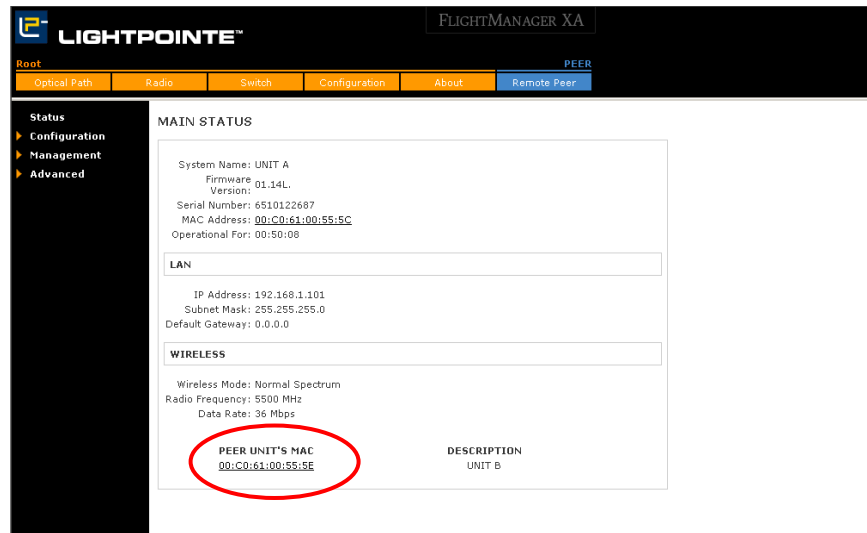 LIGHTPOINTE™
FLIGHTMANAGER XA
Root PEER
Optical Path Radio Switch Configuration About Remote Peer
Status
Configuration
Management
Advanced
MAIN STATUS
System Name: UNIT A
Firmware Version: 01.14L.
Serial Number: 6510122687
MAC Address: 00:C0:61:00:55:5C
Operational For: 00:50:08
LAN
IP Address: 192.168.1.101
Subnet Mask: 255.255.255.0
Default Gateway: 0.0.0.0
WIRELESS
Wireless Mode: Normal Spectrum
Radio Frequency: 5500 MHz
Data Rate: 36 Mbps
PEER UNIT'S MAC DESCRIPTION
00:C0:61:00:55:5E UNIT B